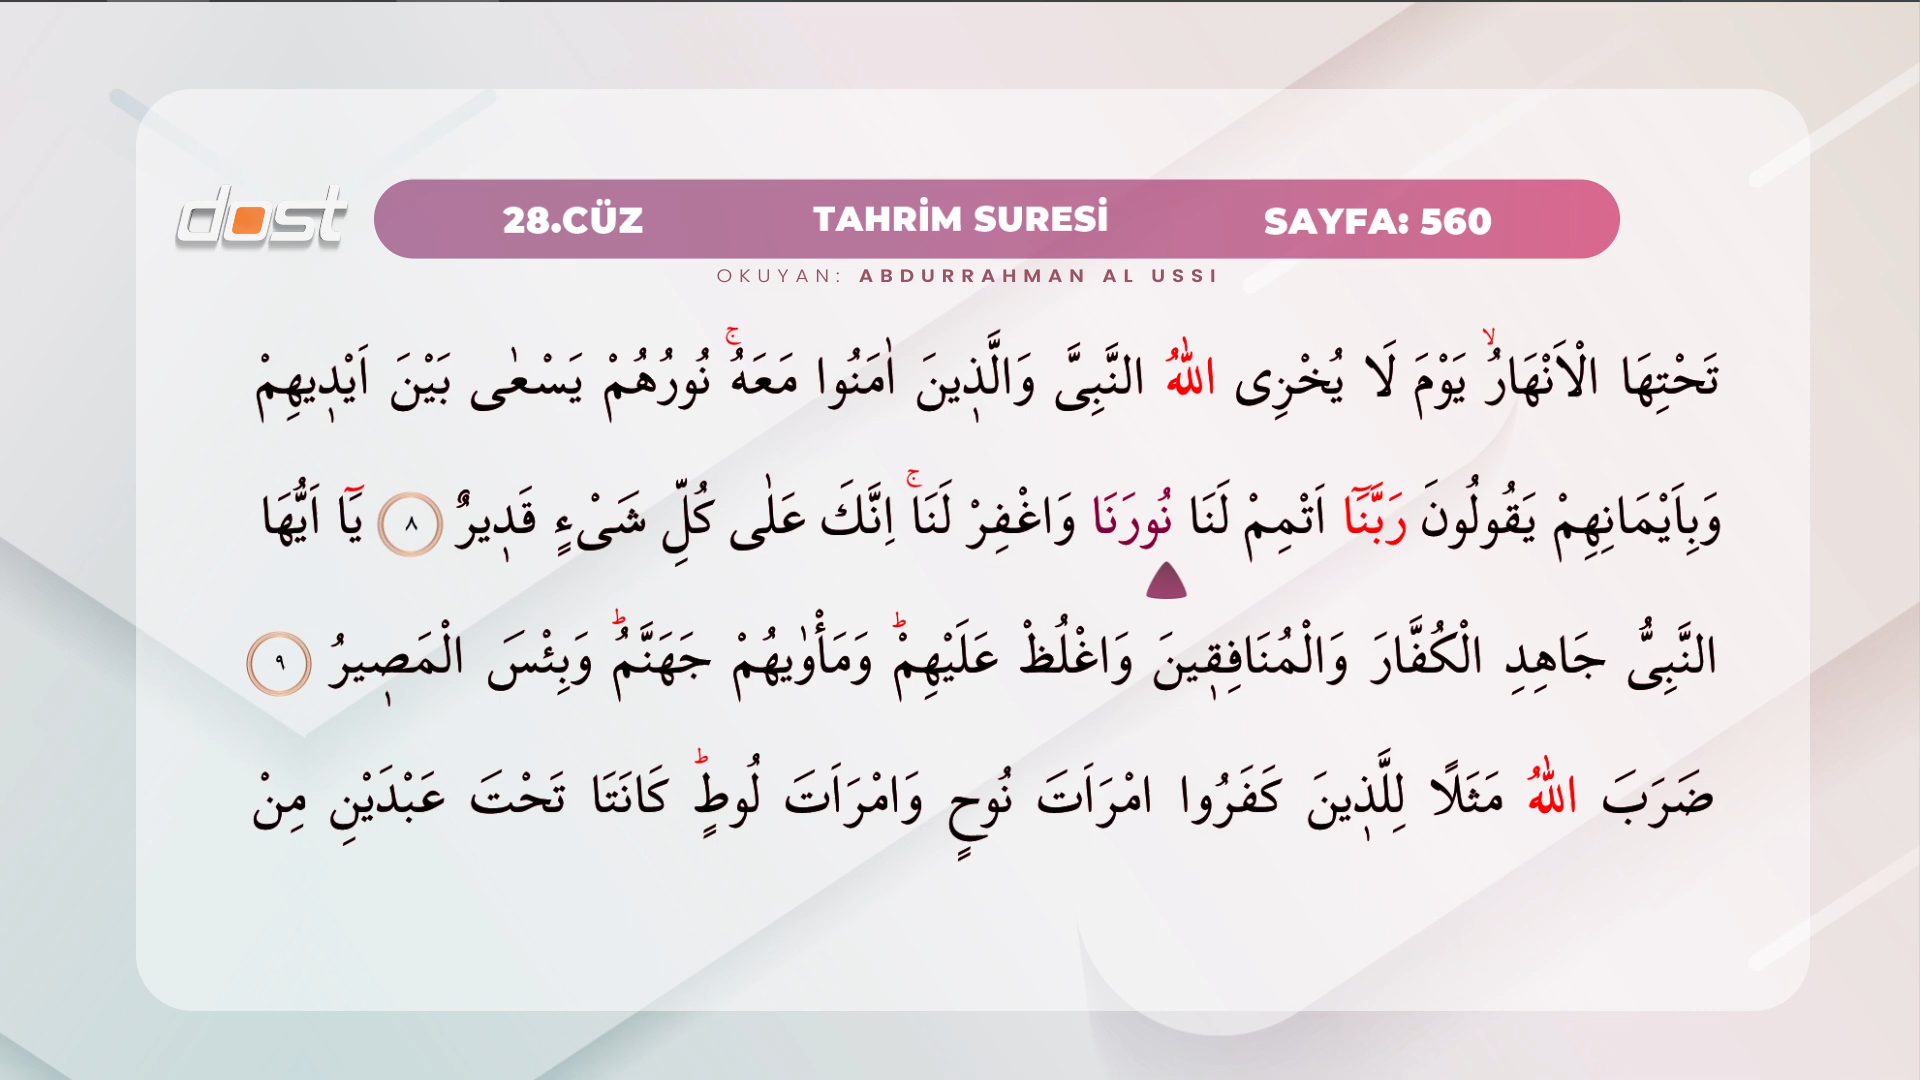 dost
28.CÜZ TAHRİM SURESİ SAYFA: 560
OKUYAN: ABDURRAHMAN AL USSI
تَحْتِهَا الْاَنْهَارُۙ يَوْمَ لَا يُخْزِى اللّٰهُ النَّبِىَّ وَالَّذ۪ينَ اٰمَنُوا مَعَهُۚ نُورُهُمْ يَسْعٰى بَيْنَ اَيْد۪يهِمْ
وَبِاَيْمَانِهِمْ يَقُولُونَ رَبَّنَٓا اَتْمِمْ لَنَا نُورَنَا وَاغْفِرْ لَنَاۚ اِنَّكَ عَلٰى كُلِّ شَىْءٍ قَد۪يرٌ ٨ يَٓا اَيُّهَا
النَّبِىُّ جَاهِدِ الْكُفَّارَ وَالْمُنَافِق۪ينَ وَاغْلُظْ عَلَيْهِمْۜ وَمَأْوٰيهُمْ جَهَنَّمُۜ وَبِئْسَ الْمَص۪يرُ ٩
ضَرَبَ اللّٰهُ مَثَلًا لِلَّذ۪ينَ كَفَرُوا امْرَاَتَ نُوحٍ وَامْرَاَتَ لُوطٍۜ كَانَتَا تَحْتَ عَبْدَيْنِ مِنْ